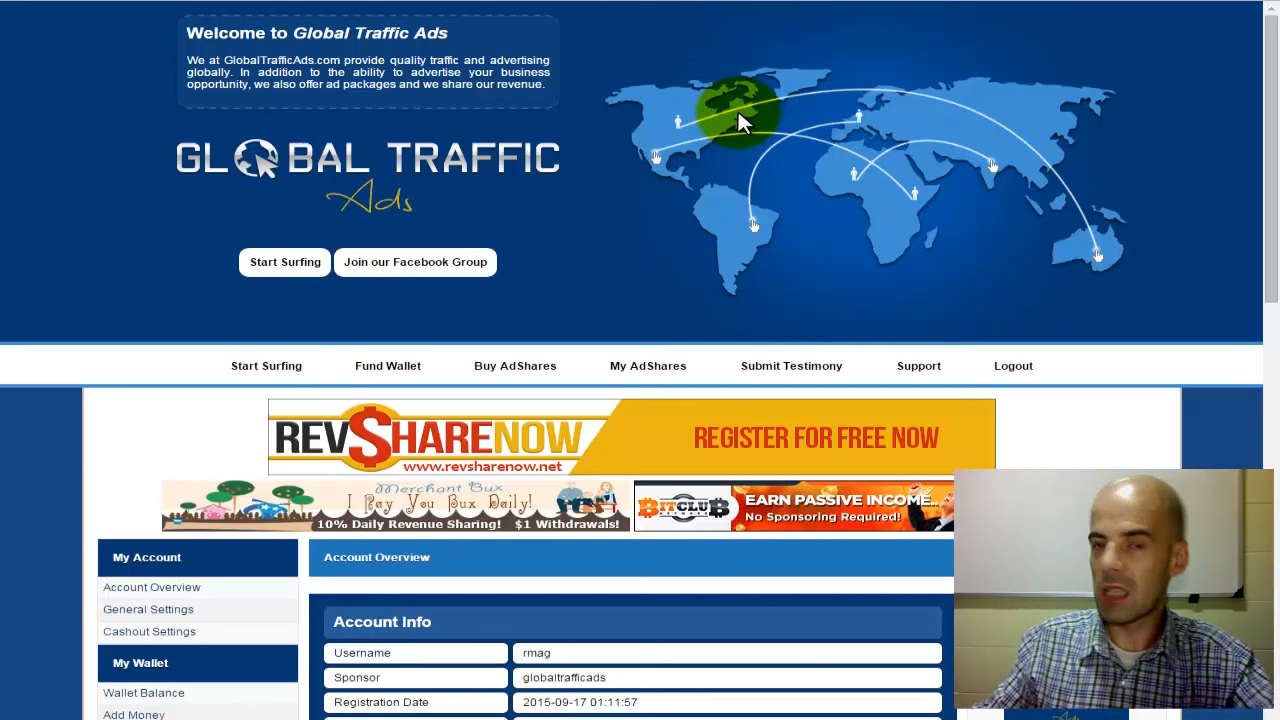 Welcome to Global Traffic Ads
We at GlobalTrafficAds.com provide quality traffic and advertising
globally. In addition to the ability to advertise your business
opportunity, we also offer ad packages and we share our revenue.
GLOBAL TRAFFIC
Ads
Start Surfing
Join our Facebook Group
Start Surfing
Fund Wallet
Buy AdShares
My AdShares
Submit Testimony
Support
Logout
REV$HARENOW
www.revsharenow.net
REGISTER FOR FREE NOW
Merchant Bux
I Pay You Bux Daily!
10% Daily Revenue Sharing! $1 Withdrawals!
BITCLUB
NETWORK
EARN PASSIVE INCOME...
No Sponsoring Required!
My Account
Account Overview
General Settings
Cashout Settings
My Wallet
Wallet Balance
Add Money
Account Overview
Account Info
Username rmag
Sponsor globaltrafficads
Registration Date 2015-09-17 01:11:57